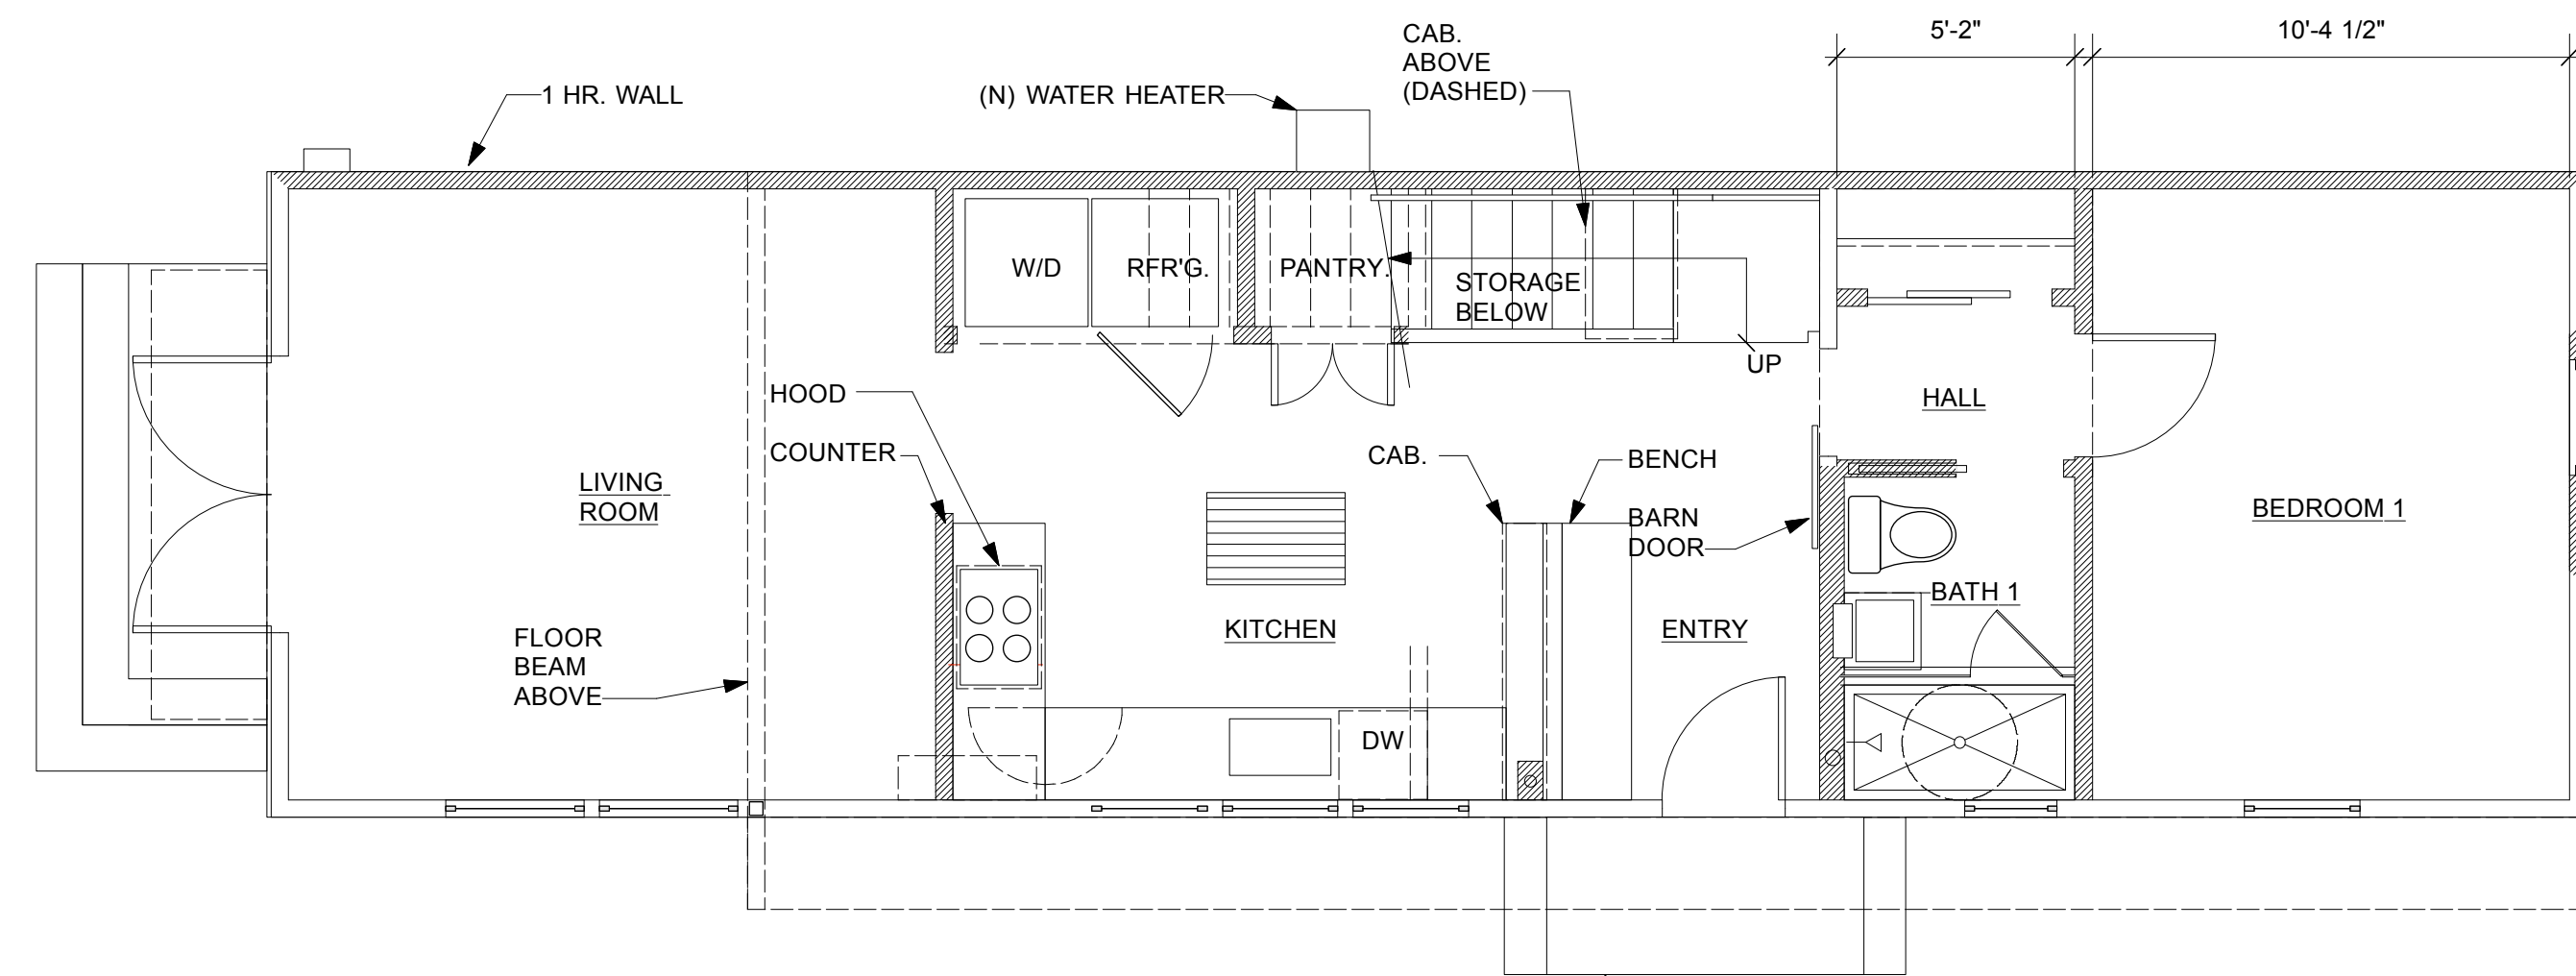 5'-2"
10'-4 1/2"
CAB.
ABOVE
(DASHED)
1 HR. WALL
(N) WATER HEATER
W/D
RFR'G.
PANTRY.
STORAGE
BELOW
UP
HOOD
HALL
COUNTER
CAB.
BENCH
LIVING
ROOM
BARN
DOOR
BEDROOM 1
BATH 1
KITCHEN
ENTRY
FLOOR
BEAM
ABOVE
DW